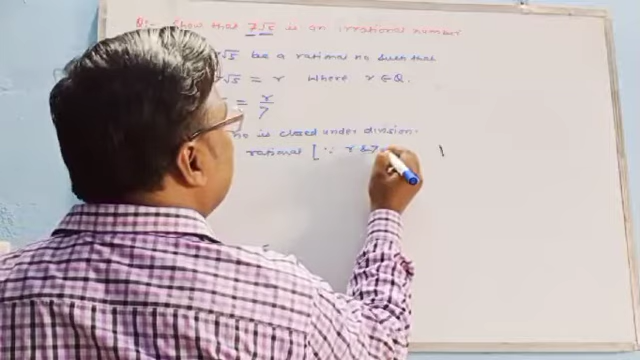 Q:- Show that 7√5 is an irrational number
7√5 be a rational no such that
√5 = r where r ∈ Q.
= r/7
no is closed under division.
rational [∵ r & 7